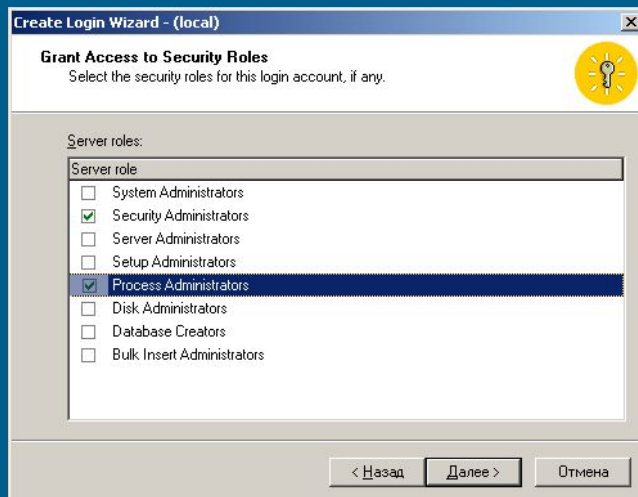 Create Login Wizard - (local)
Grant Access to Security Roles
Select the security roles for this login account, if any.
Server roles:
Server role
System Administrators
Security Administrators
Server Administrators
Setup Administrators
Process Administrators
Disk Administrators
Database Creators
Bulk Insert Administrators
< Назад Далее > Отмена